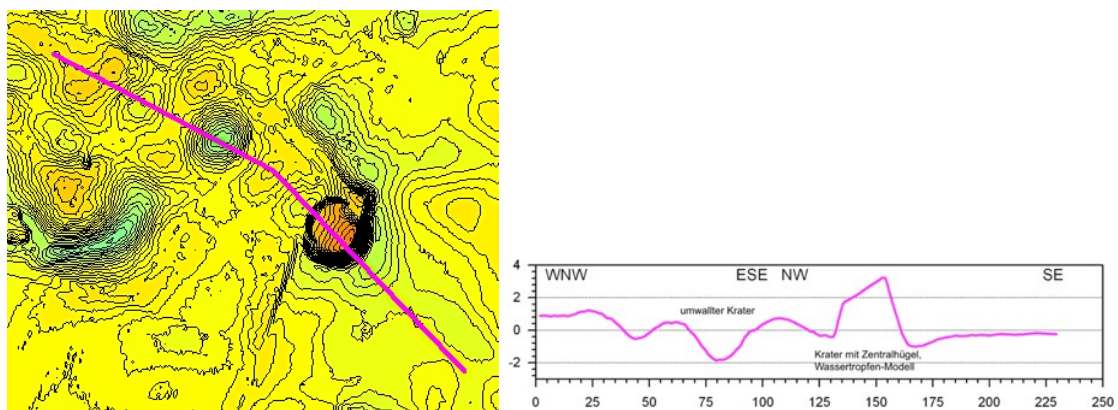 4
WNW ESE NW SE
2
umwallter Krater
0
Krater mit Zentralhügel,
Wassertropfen-Modell
-2
0 25 50 75 100 125 150 175 200 225 250